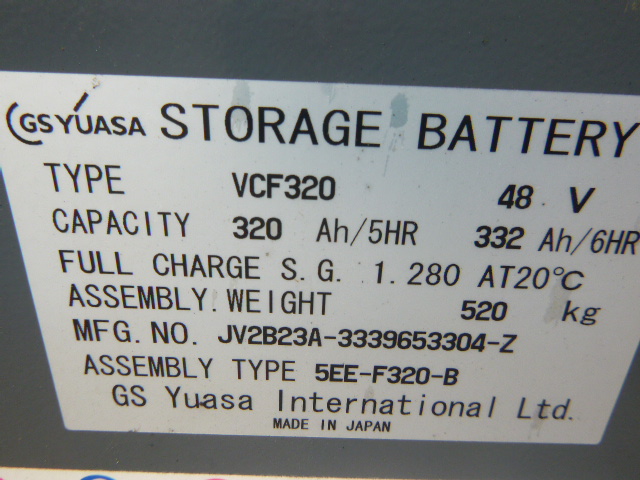 GS YUASA STORAGE BATTERY
TYPE VCF320 48 V
CAPACITY 320 Ah/5HR 332 Ah/6HR
FULL CHARGE S.G. 1.280 AT20℃
ASSEMBLY.WEIGHT 520 kg
MFG.NO. JV2B23A-3339653304-Z
ASSEMBLY TYPE 5EE-F320-B
GS Yuasa International Ltd.
MADE IN JAPAN